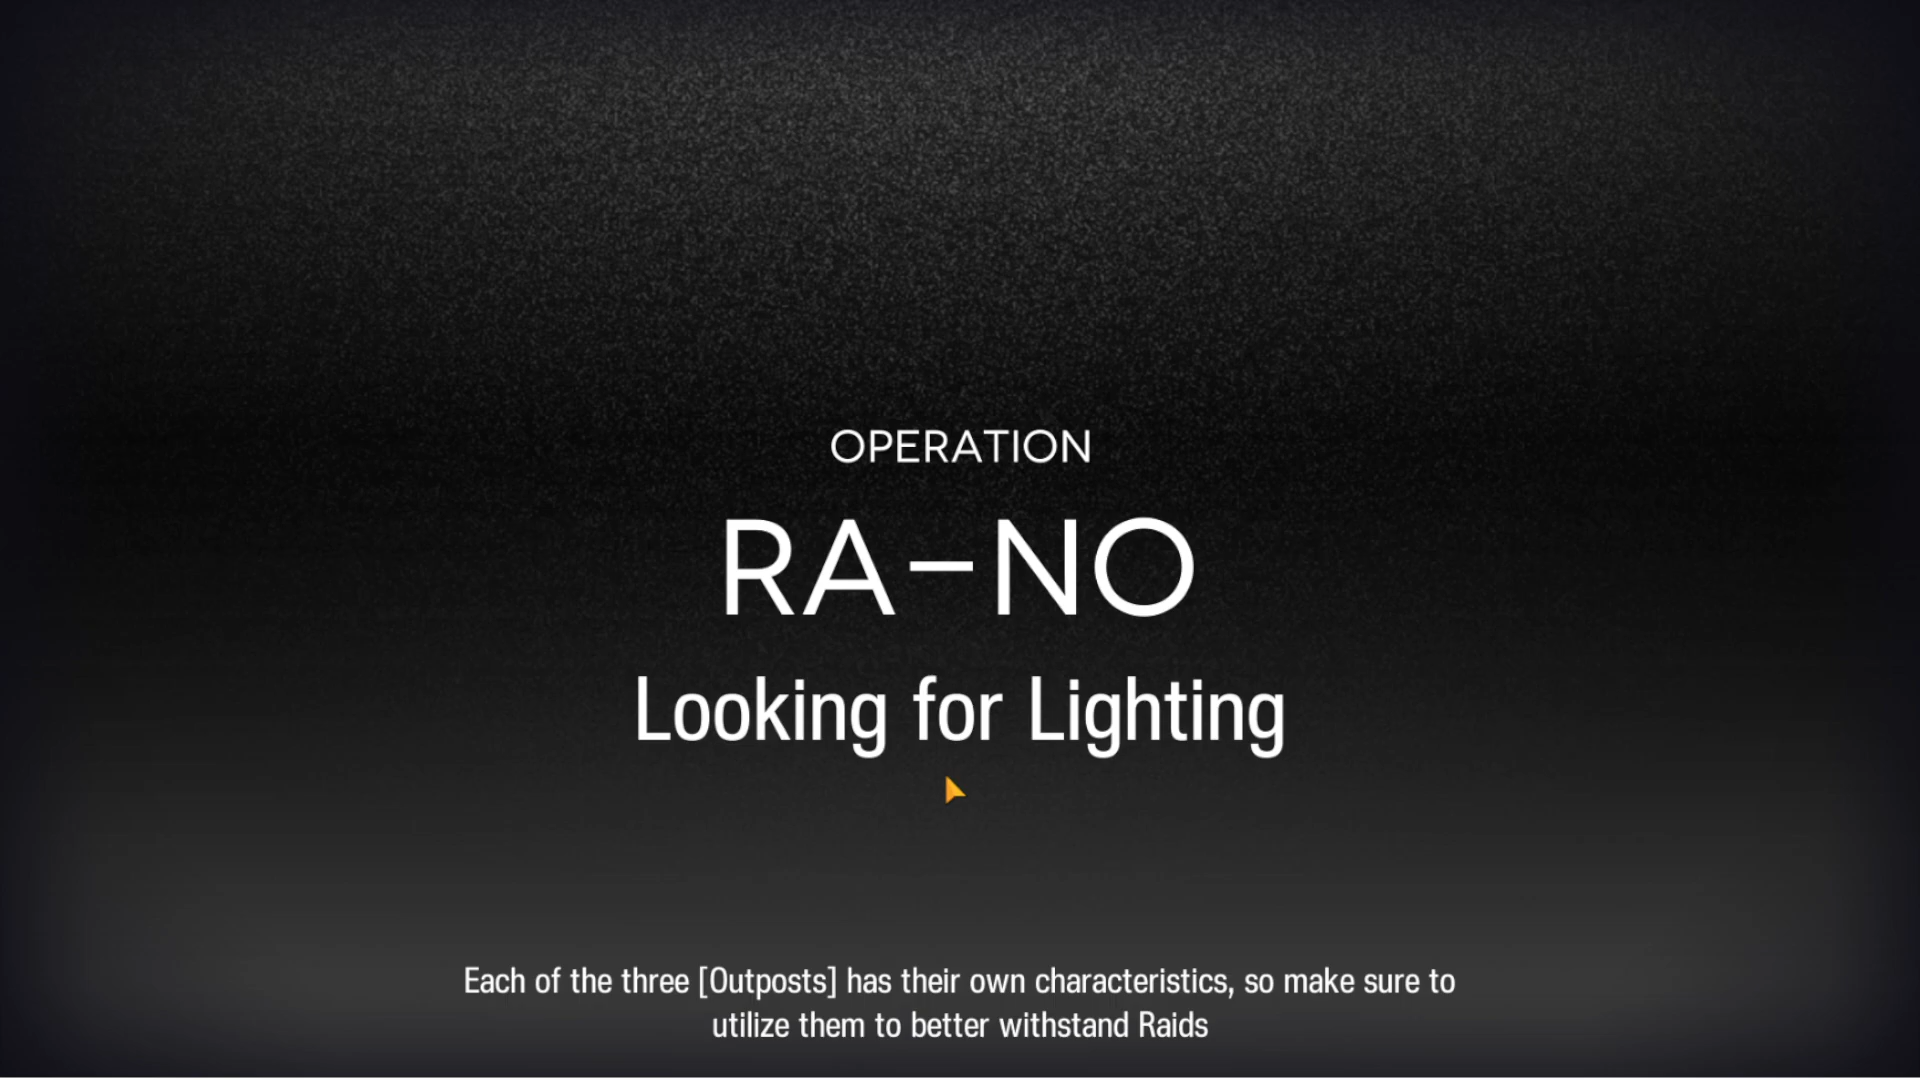 OPERATION
RA-NO
Looking for Lighting
Each of the three [Outposts] has their own characteristics, so make sure to
utilize them to better withstand Raids